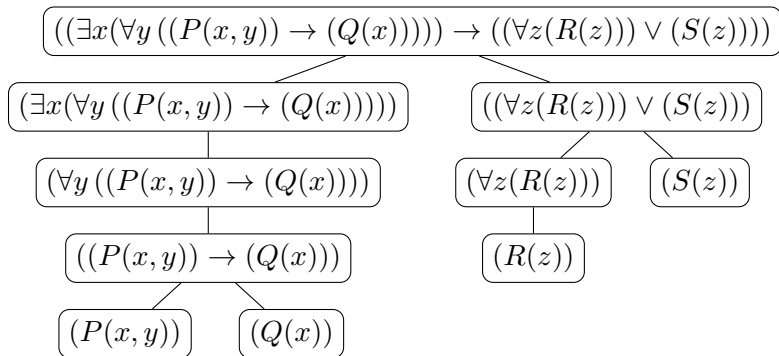 ((∃x(∀y ((P(x, y)) → (Q(x))))) → ((∀z(R(z))) ∨ (S(z))))
(∃x(∀y ((P(x, y)) → (Q(x)))))
((∀z(R(z))) ∨ (S(z)))
(∀y ((P(x, y)) → (Q(x))))
(∀z(R(z)))
(S(z))
((P(x, y)) → (Q(x)))
(R(z))
(P(x, y))
(Q(x))